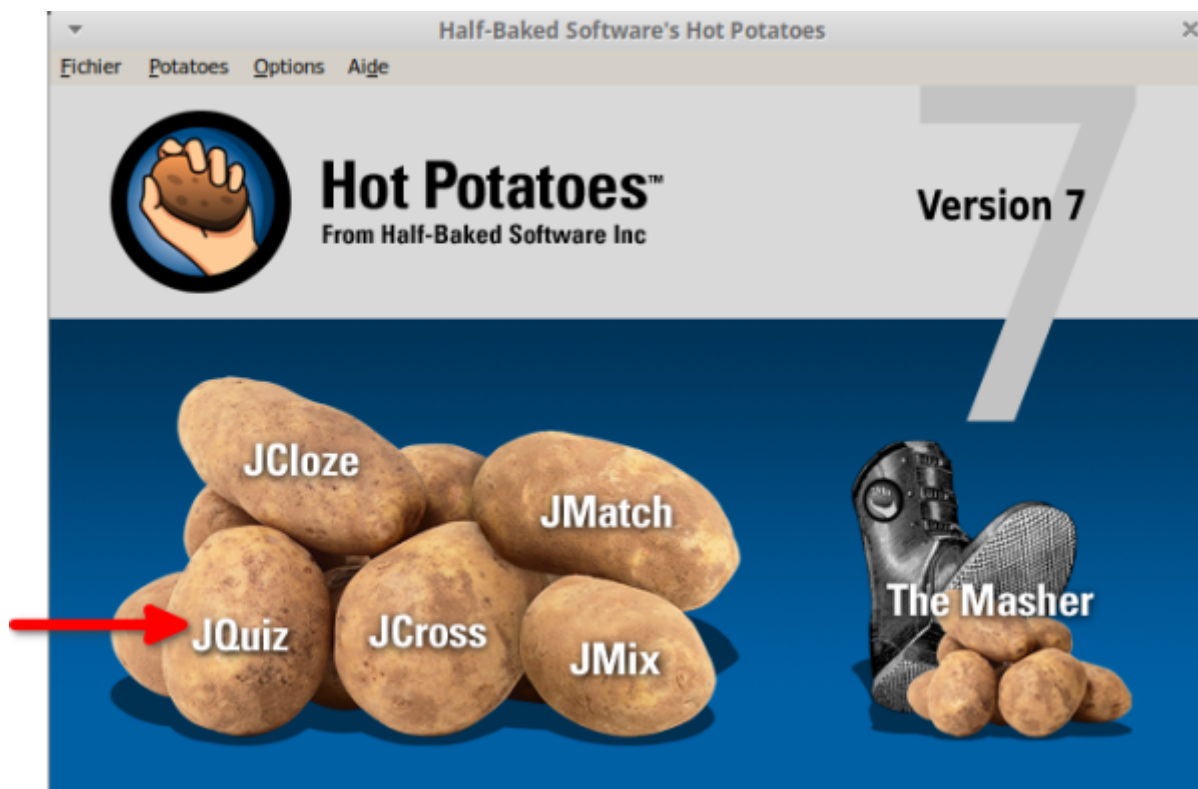 Half-Baked Software's Hot Potatoes
Fichier Potatoes Options Aide
Hot Potatoes™
From Half-Baked Software Inc
Version 7
JCloze
JMatch
JQuiz
JCross
JMix
The Masher